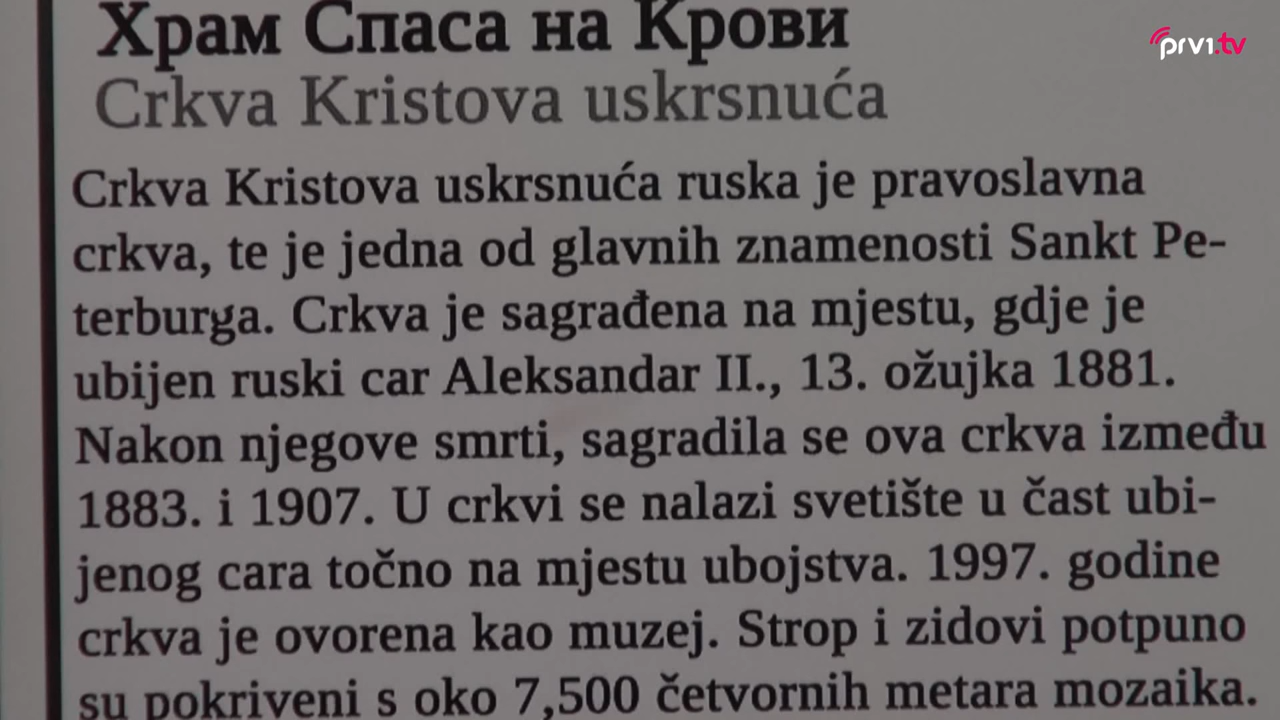 Храм Спаса на Крови
prv1.tv
Crkva Kristova uskrsnuća
Crkva Kristova uskrsnuća ruska je pravoslavna
crkva, te je jedna od glavnih znamenosti Sankt Pe-
terburga. Crkva je sagrađena na mjestu, gdje je
ubijen ruski car Aleksandar II., 13. ožujka 1881.
Nakon njegove smrti, sagradila se ova crkva između
1883. i 1907. U crkvi se nalazi svetište u čast ubi-
jenog cara točno na mjestu ubojstva. 1997. godine
crkva je ovorena kao muzej. Strop i zidovi potpuno
su pokriveni s oko 7,500 četvornih metara mozaika.